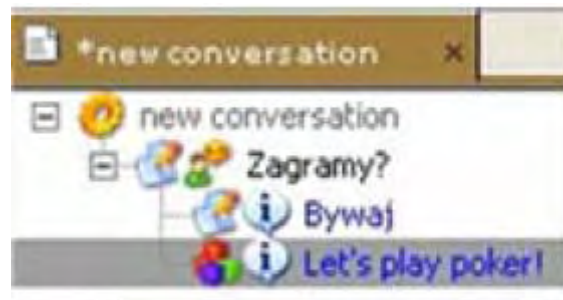 *new conversation x
new conversation
Zagramy?
Bywaj
Let's play poker!